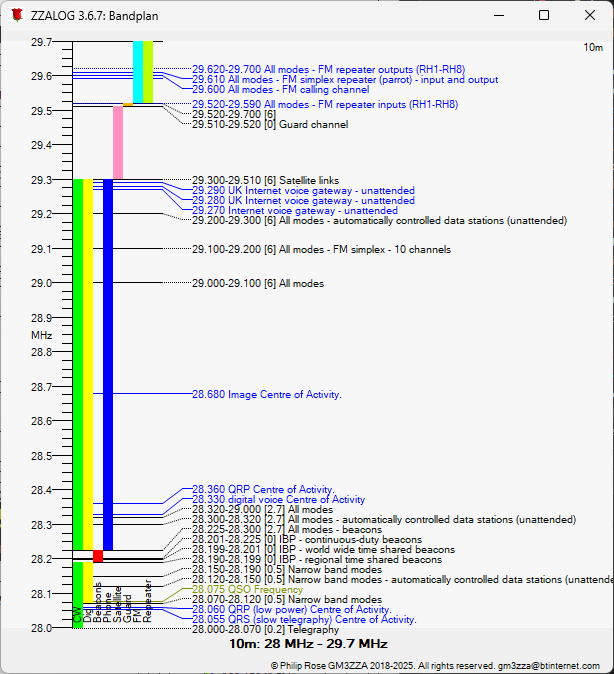 ZZALOG 3.6.7: Bandplan
10m
29.7
29.6
29.5
29.4
29.3
29.2
29.1
29.0
28.9
MHz
28.8
28.7
28.6
28.5
28.4
28.3
28.2
28.1
28.0
29.620-29.700 All modes - FM repeater outputs (RH1-RH8)
29.610 All modes - FM simplex repeater (parrot) - input and output
29.600 All modes - FM calling channel
29.520-29.590 All modes - FM repeater inputs (RH1-RH8)
29.520-29.700 [6]
29.510-29.520 [0] Guard channel
29.300-29.510 [6] Satellite links
29.290 UK Internet voice gateway - unattended
29.280 UK Internet voice gateway - unattended
29.270 Internet voice gateway - unattended
29.200-29.300 [6] All modes - automatically controlled data stations (unattended)
29.100-29.200 [6] All modes - FM simplex - 10 channels
29.000-29.100 [6] All modes
28.680 Image Centre of Activity.
28.360 QRP Centre of Activity.
28.330 digital voice Centre of Activity
28.320-29.000 [2.7] All modes
28.300-28.320 [2.7] All modes - automatically controlled data stations (unattended)
28.225-28.300 [2.7] All modes - beacons
28.201-28.225 [0] IBP - continuous-duty beacons
28.199-28.201 [0] IBP - world wide time shared beacons
28.190-28.199 [0] IBP - regional time shared beacons
28.150-28.190 [0.5] Narrow band modes
28.120-28.150 [0.5] Narrow band modes - automatically controlled data stations (unattende
28.075 QSO Frequency
28.070-28.120 [0.5] Narrow band modes
28.060 QRP (low power) Centre of Activity.
28.055 QRS (slow telegraphy) Centre of Activity.
28.000-28.070 [0.2] Telegraphy
CW
Digi
Beacons
Phone
Satellite
Guard
FM
Repeater
10m: 28 MHz - 29.7 MHz
© Philip Rose GM3ZZA 2018-2025. All rights reserved. gm3zza@btinternet.com